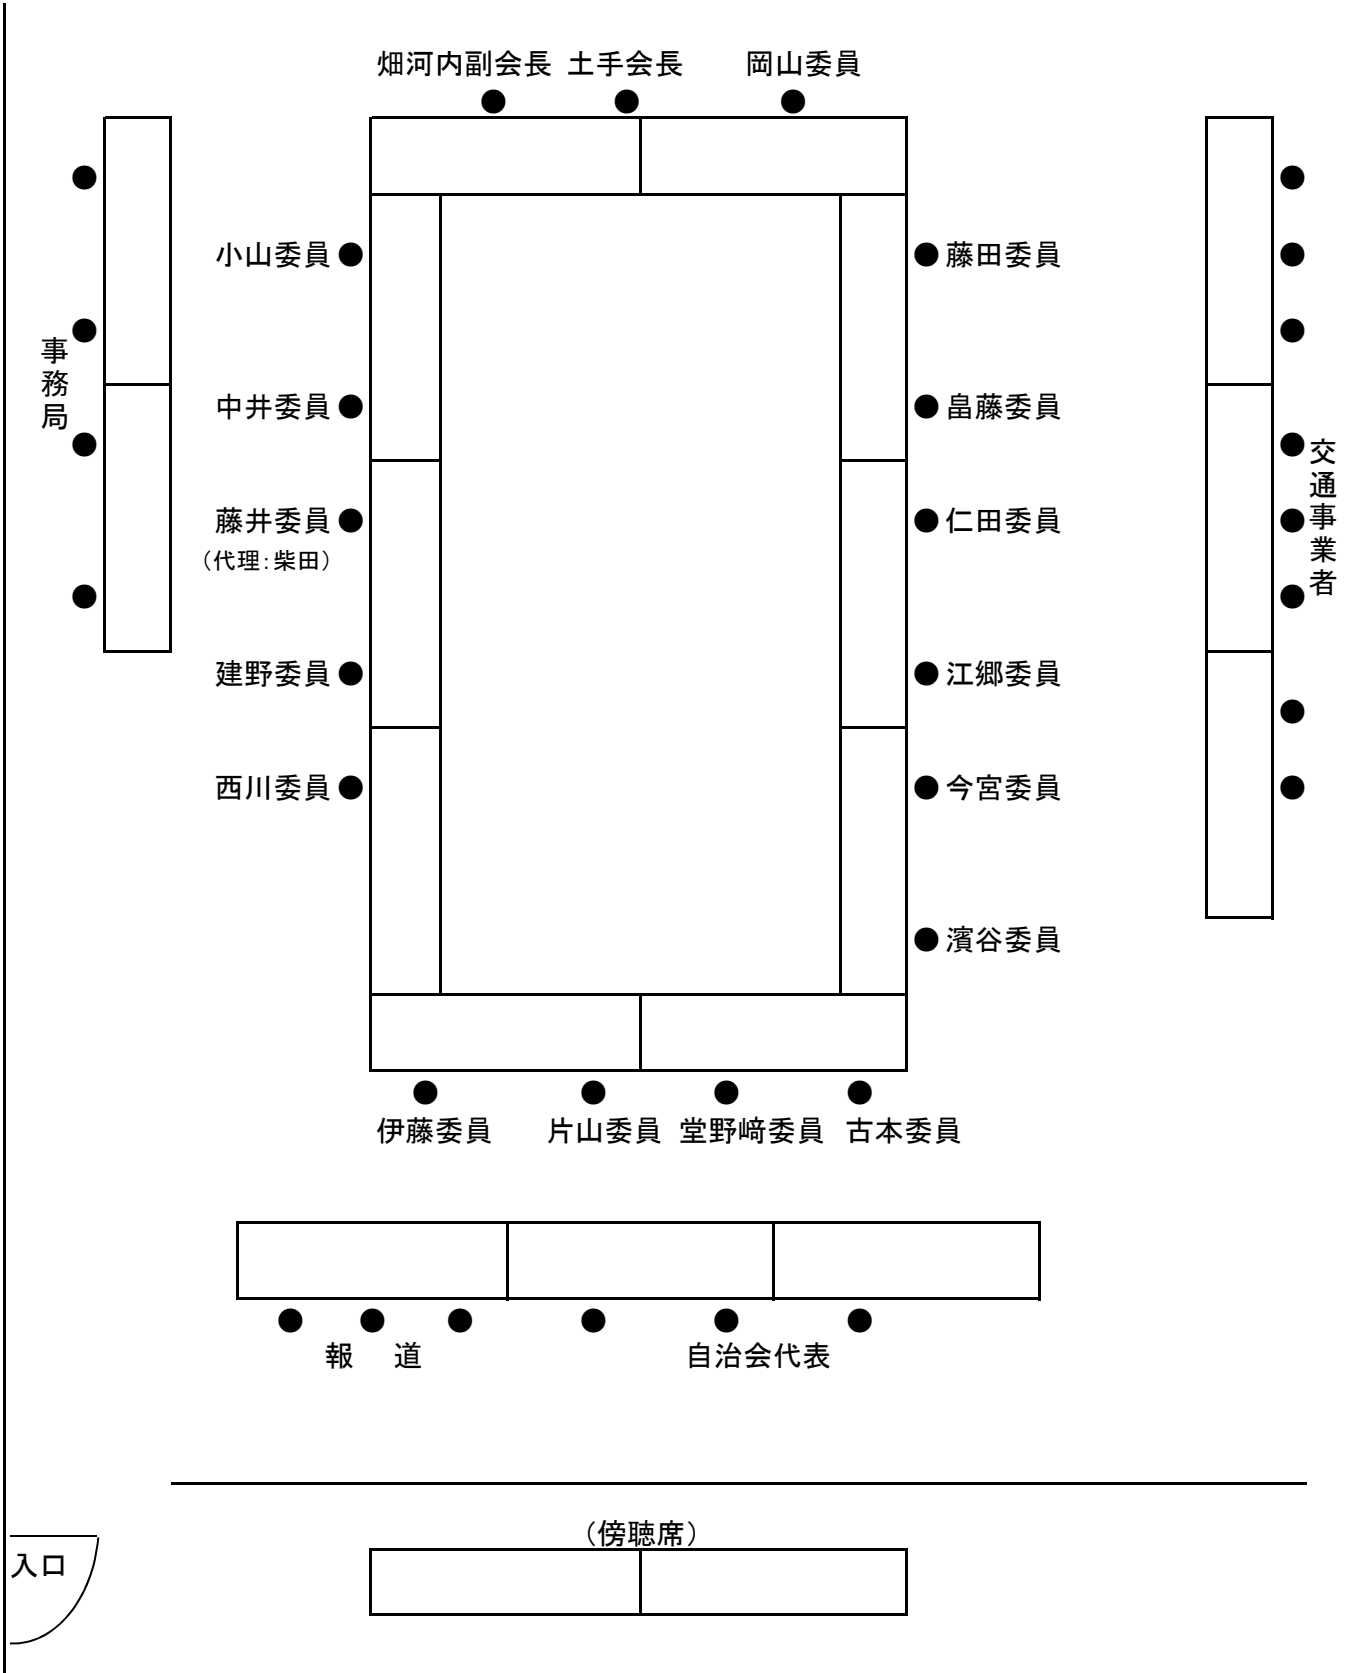 畑河内副会長 土手会長 岡山委員
小山委員
藤田委員
事務局
中井委員
畠藤委員
交通事業者
藤井委員
（代理：柴田）
仁田委員
建野委員
江郷委員
西川委員
今宮委員
濱谷委員
伊藤委員 片山委員 堂野﨑委員 古本委員
報 道 自治会代表
（傍聴席）
入口